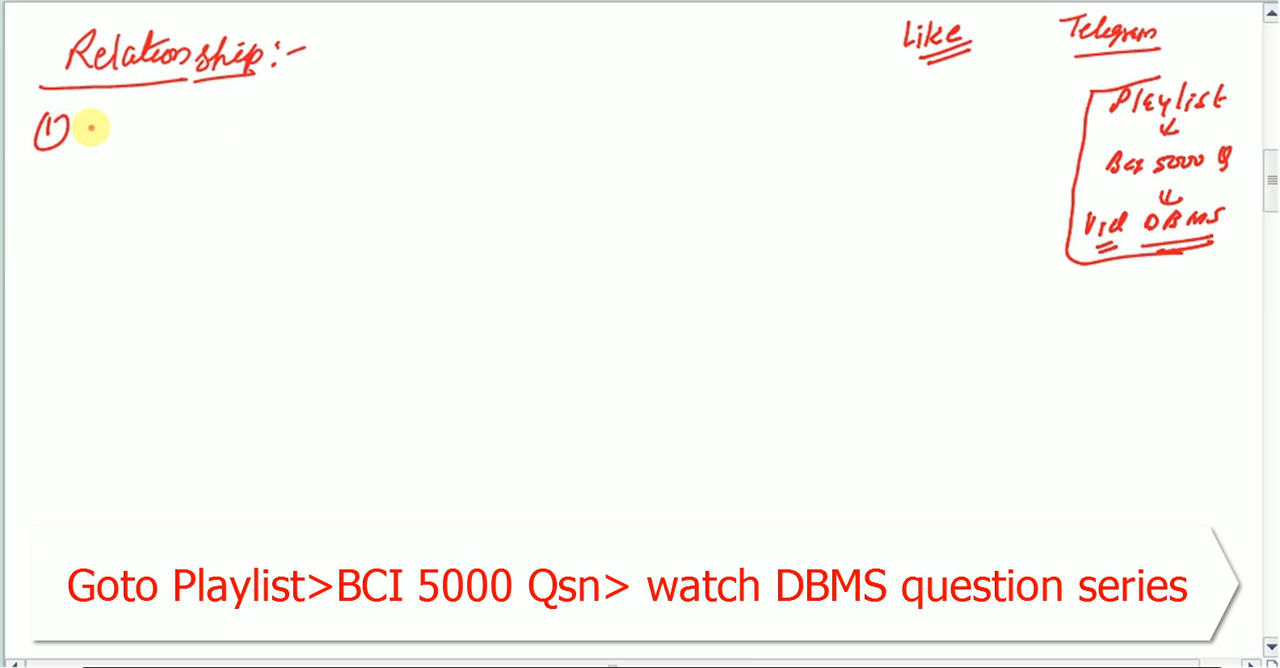 Relationship:-
(1)
Like
Telegram
Playlist
BCI 5000 Q
Vid DBMS
Goto Playlist>BCI 5000 Qsn> watch DBMS question series